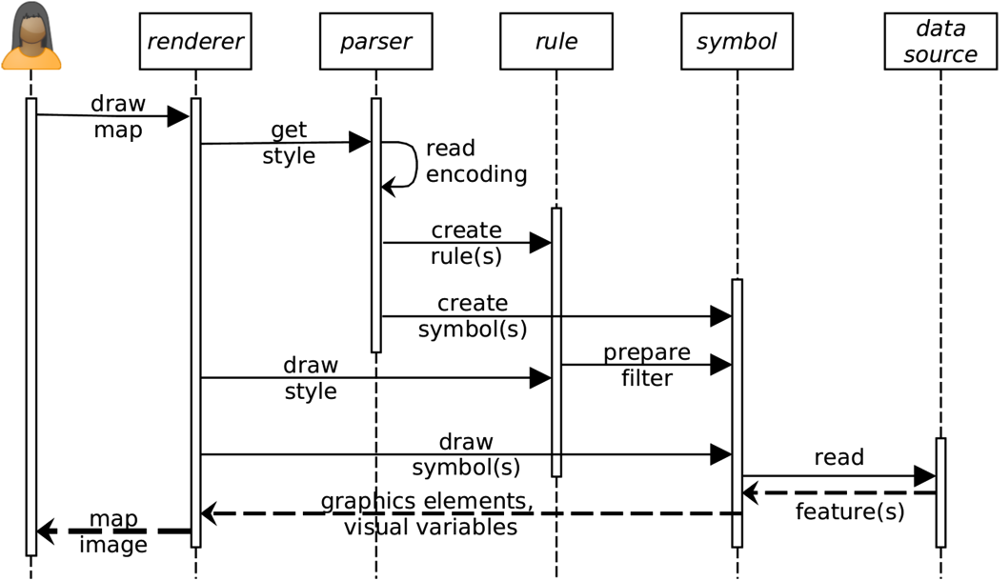 renderer
parser
rule
symbol
data
source
draw
map
get
style
read
encoding
create
rule(s)
create
symbol(s)
prepare
filter
draw
style
draw
symbol(s)
read
graphics elements,
visual variables
feature(s)
map
image